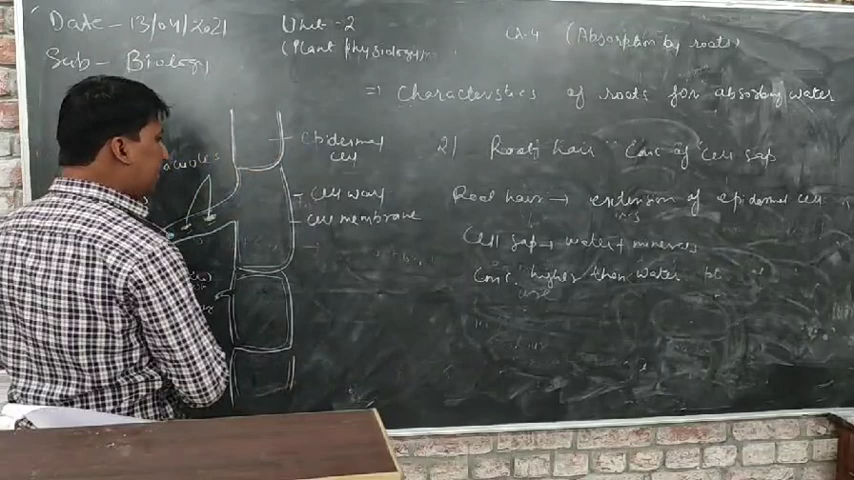 Date - 13/04/2021
Sub - Biology
Unit - 2
(Plant physiology)
Ch-4 (Absorption by roots)
=) Characteristics of roots for absorbing water
2) Root hair Conc of cell sap
Root hair → extension of epidermal cell
Cell sap → water + minerals
Conc. higher then water
epidermal
cell
cell wall
cell membrane